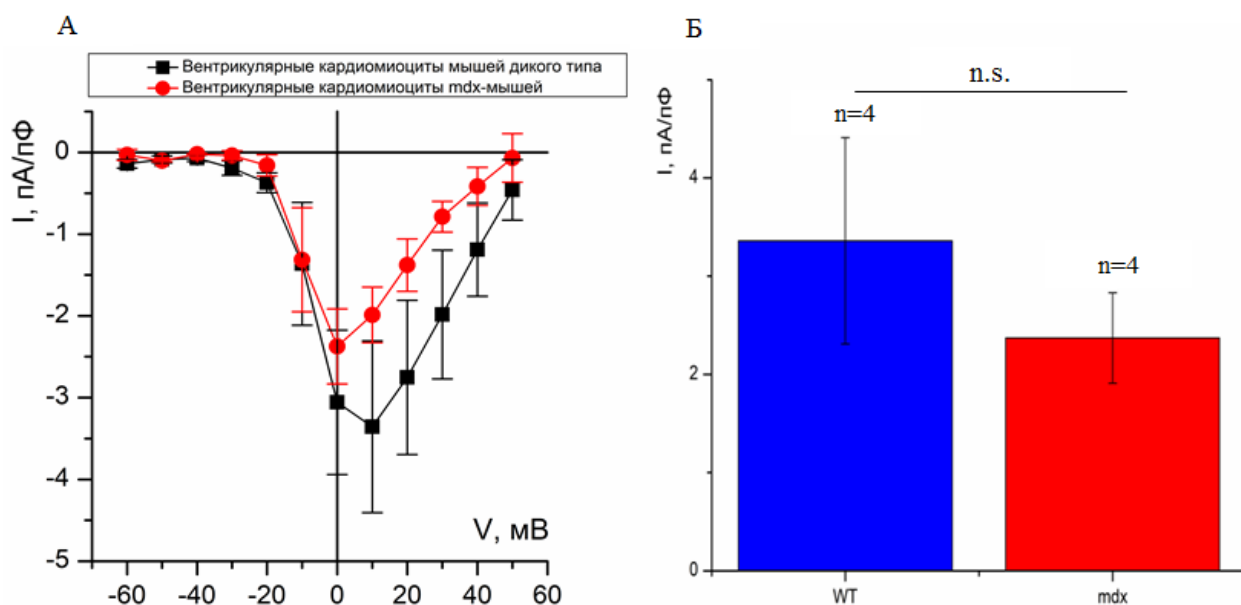 А
Вентрикулярные кардиомиоциты мышей дикого типа
Вентрикулярные кардиомиоциты mdx-мышей
I, пА/пФ
0
-1
-2
-3
-4
-5
V, мВ
-60 -40 -20 0 20 40 60
Б
n.s.
n=4
n=4
I, пА/пФ
4
2
0
WT mdx